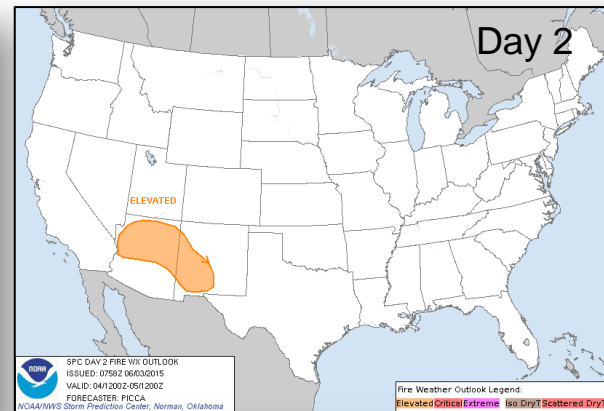 Day 2
ELEVATED
NOAA
SPC DAY 2 FIRE WX OUTLOOK
ISSUED: 0758Z 06/03/2015
VALID: 04/1200Z-05/1200Z
FORECASTER: PICCA
NOAA/NWS Storm Prediction Center, Norman, Oklahoma
Fire Weather Outlook Legend:
Elevated Critical Extreme Iso DryT Scattered DryT